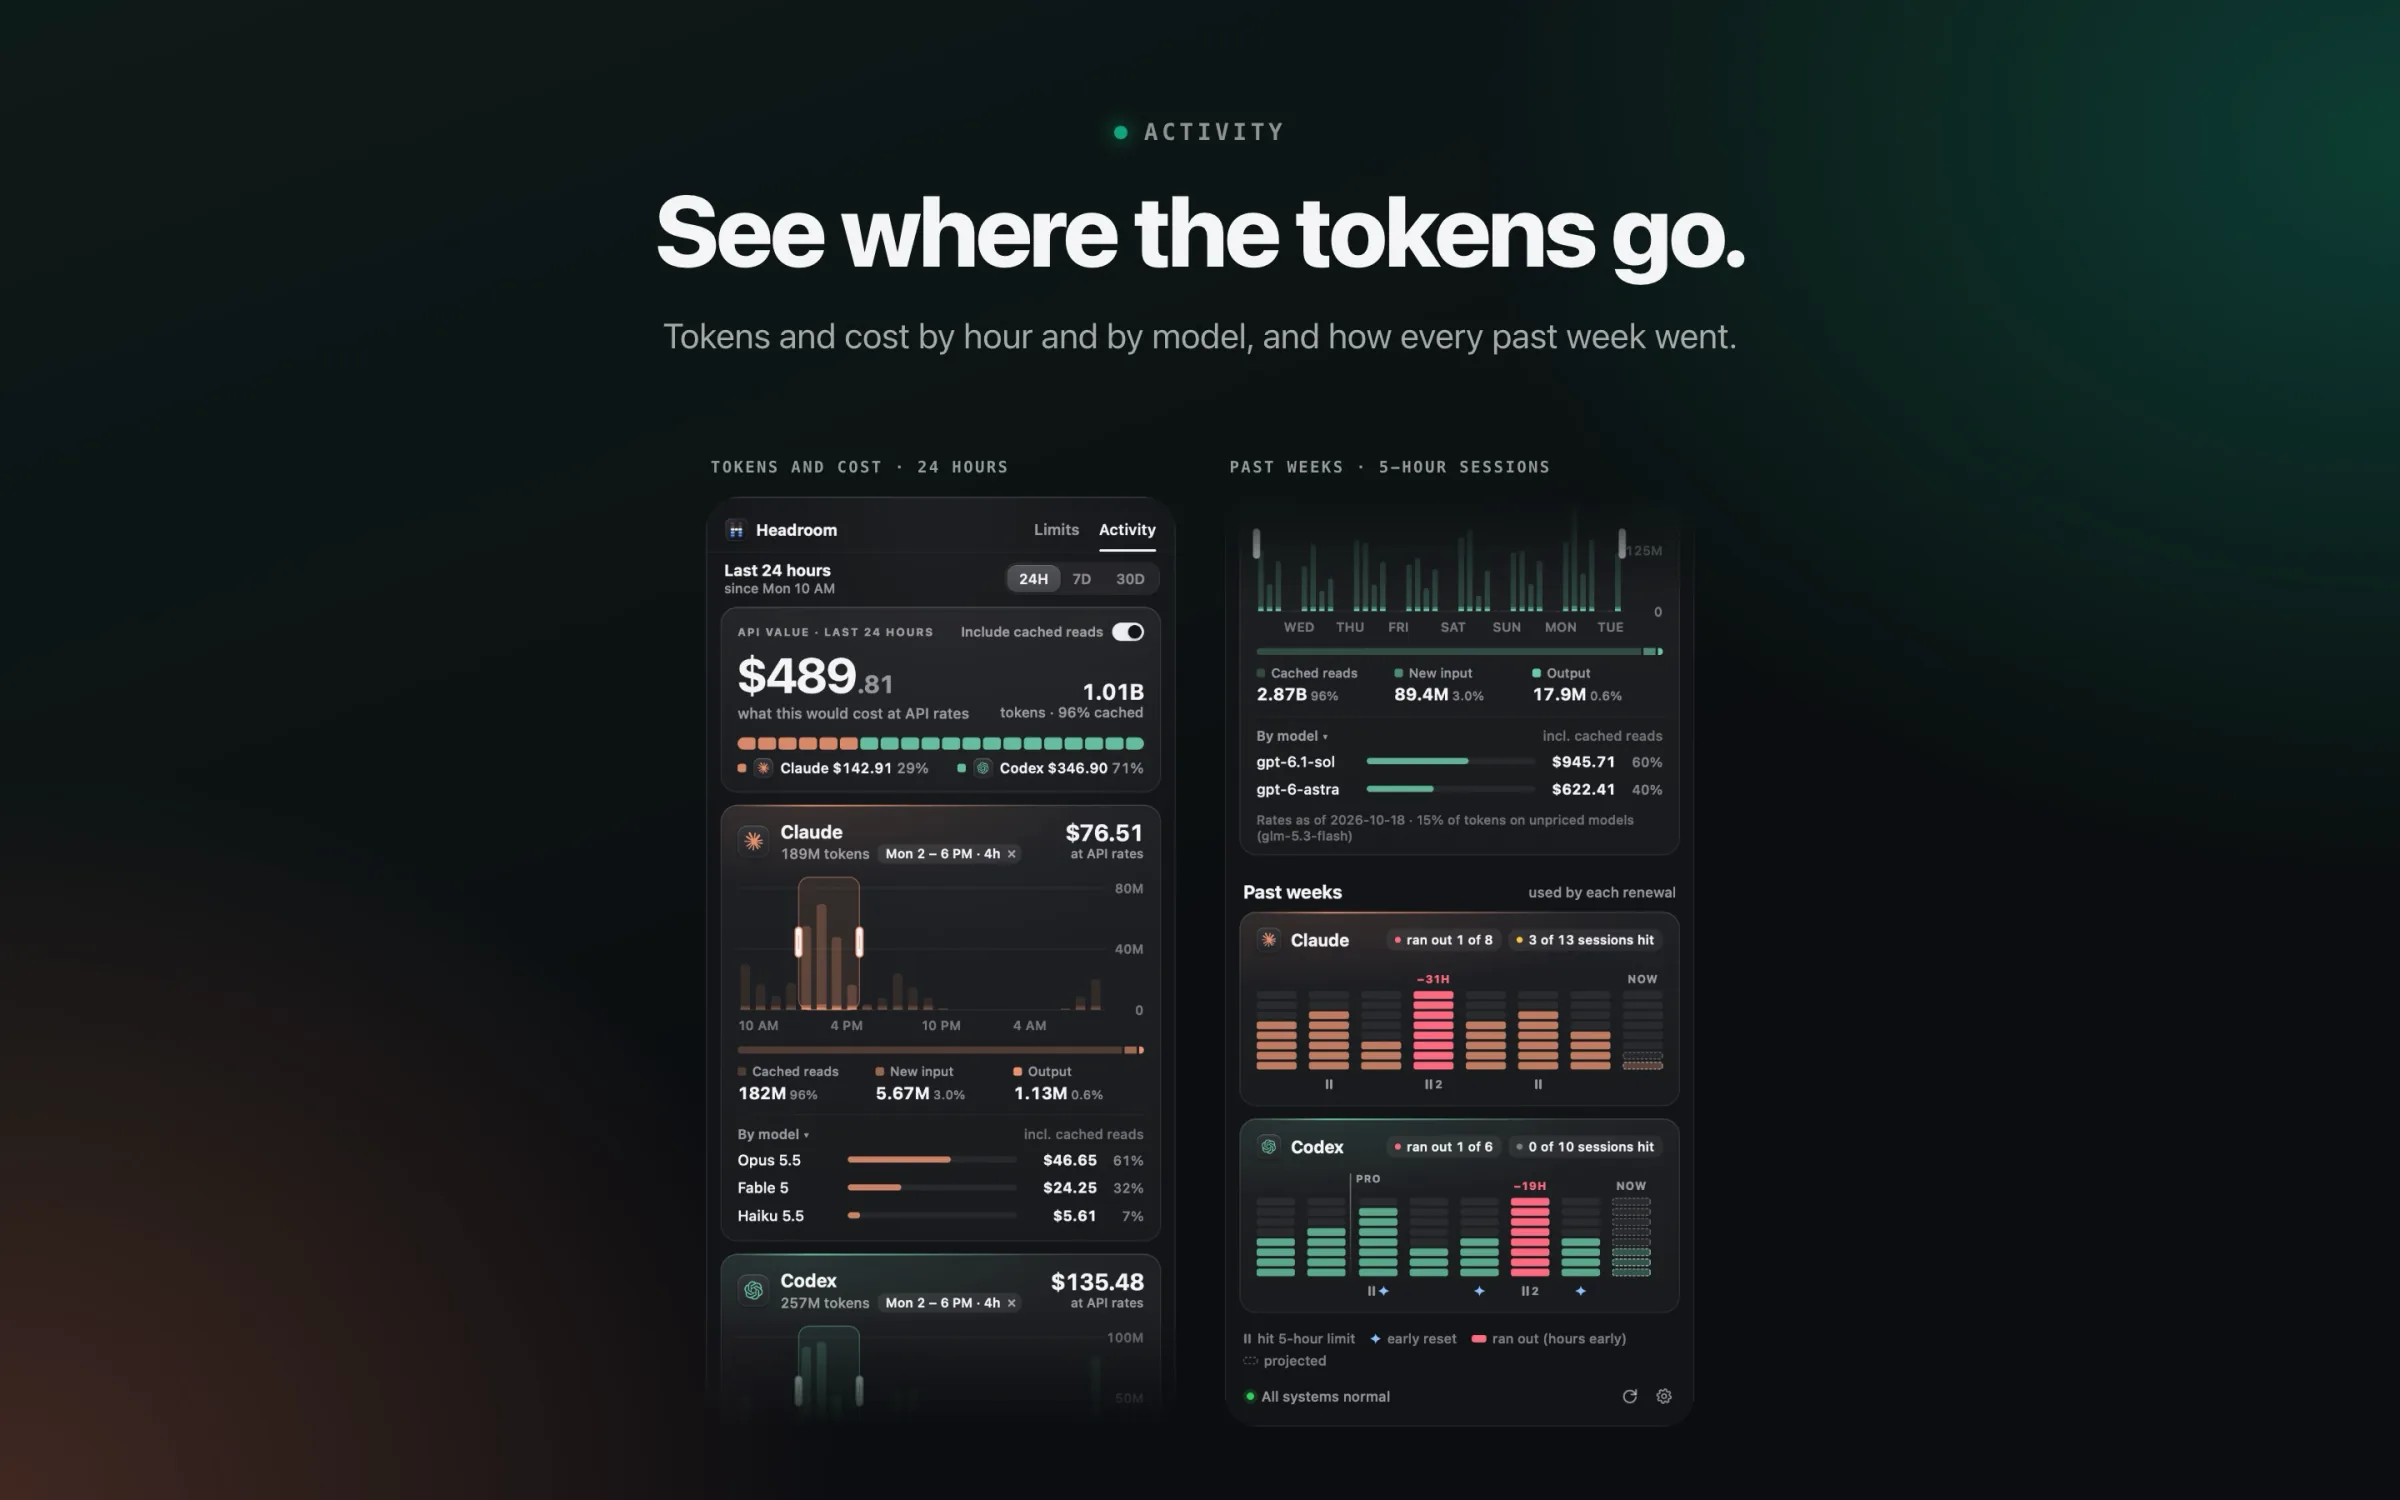 ACTIVITY
See where the tokens go.
Tokens and cost by hour and by model, and how every past week went.
TOKENS AND COST · 24 HOURS
Headroom Limits Activity
Last 24 hours
since Mon 10 AM
24H 7D 30D
API VALUE · LAST 24 HOURS Include cached reads
$489.81
1.01B
what this would cost at API rates tokens · 96% cached
Claude $142.91 29% Codex $346.90 71%
Claude $76.51
189M tokens Mon 2 – 6 PM · 4h × at API rates
80M
40M
0
10 AM 4 PM 10 PM 4 AM
Cached reads New input Output
182M 96% 5.67M 3.0% 1.13M 0.6%
By model ▾ incl. cached reads
Opus 5.5 $46.65 61%
Fable 5 $24.25 32%
Haiku 5.5 $5.61 7%
Codex $135.48
257M tokens Mon 2 – 6 PM · 4h × at API rates
100M
50M
PAST WEEKS · 5–HOUR SESSIONS
125M
0
WED THU FRI SAT SUN MON TUE
Cached reads New input Output
2.87B 96% 89.4M 3.0% 17.9M 0.6%
By model ▾ incl. cached reads
gpt-6.1-sol $945.71 60%
gpt-6-astra $622.41 40%
Rates as of 2026-10-18 · 15% of tokens on unpriced models
(glm-5.3-flash)
Past weeks used by each renewal
Claude ran out 1 of 8 3 of 13 sessions hit
–31H NOW
2
Codex ran out 1 of 6 0 of 10 sessions hit
PRO
–19H NOW
2
hit 5-hour limit early reset ran out (hours early)
projected
All systems normal